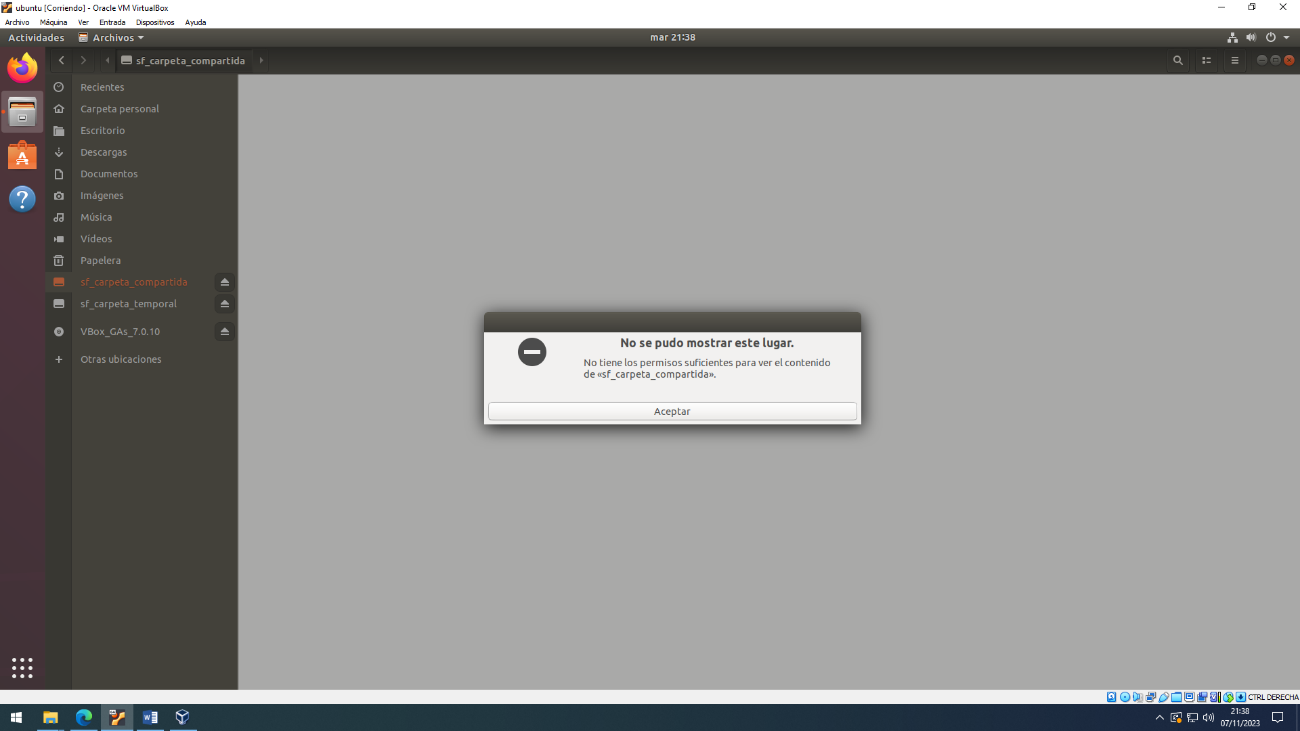 ubuntu [Corriendo] - Oracle VM VirtualBox
Archivo Máquina Ver Entrada Dispositivos Ayuda
Actividades Archivos mar 21:38
sf_carpeta_compartida
Recientes
Carpeta personal
Escritorio
Descargas
Documentos
Imágenes
Música
Vídeos
Papelera
sf_carpeta_compartida
sf_carpeta_temporal
VBox_GAs_7.0.10
Otras ubicaciones
No se pudo mostrar este lugar.
No tiene los permisos suficientes para ver el contenido
de «sf_carpeta_compartida».
Aceptar
CTRL DERECHA
21:38
07/11/2023